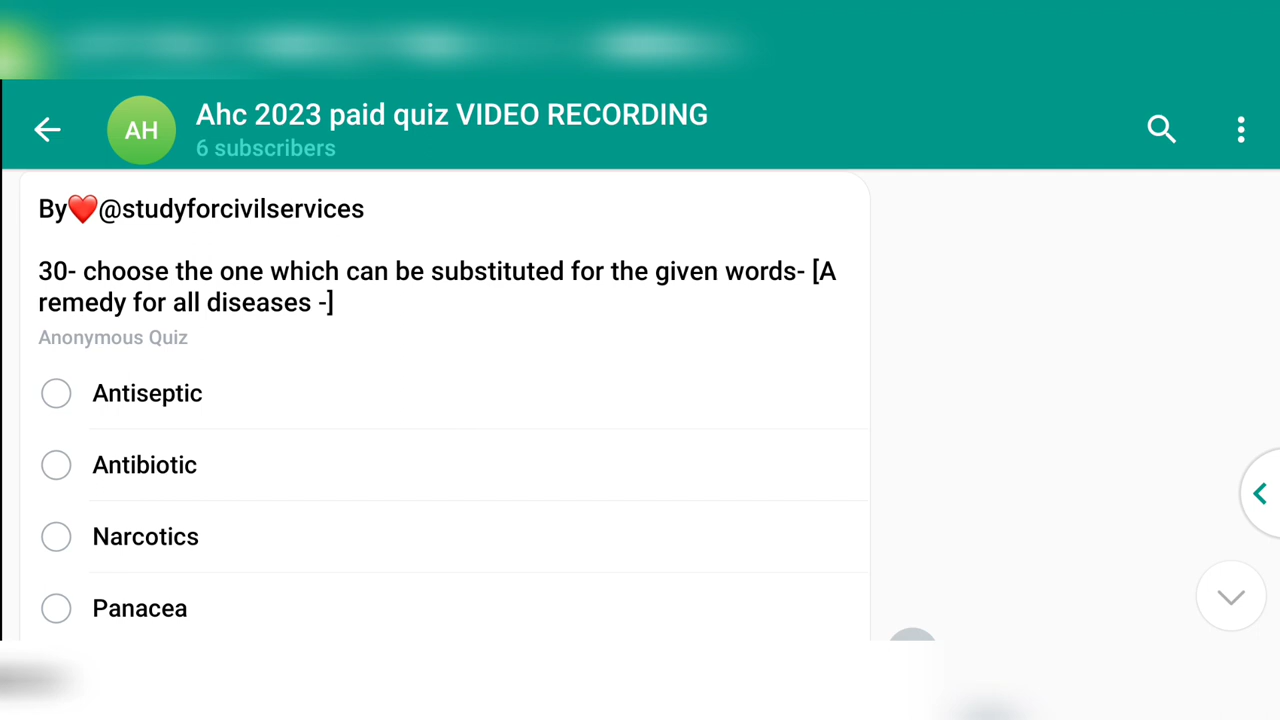 AH
Ahc 2023 paid quiz VIDEO RECORDING
6 subscribers
By❤️@studyforcivilservices
30- choose the one which can be substituted for the given words- [A
remedy for all diseases -]
Anonymous Quiz
Antiseptic
Antibiotic
Narcotics
Panacea